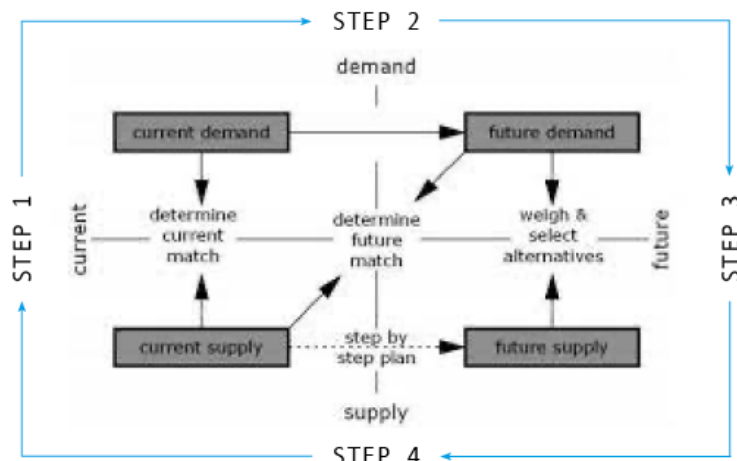 STEP 2
demand
current demand
future demand
STEP 1
current
determine
current
match
determine
future
match
weigh &
select
alternatives
future
STEP 3
current supply
step by
step plan
future supply
supply
STEP 4